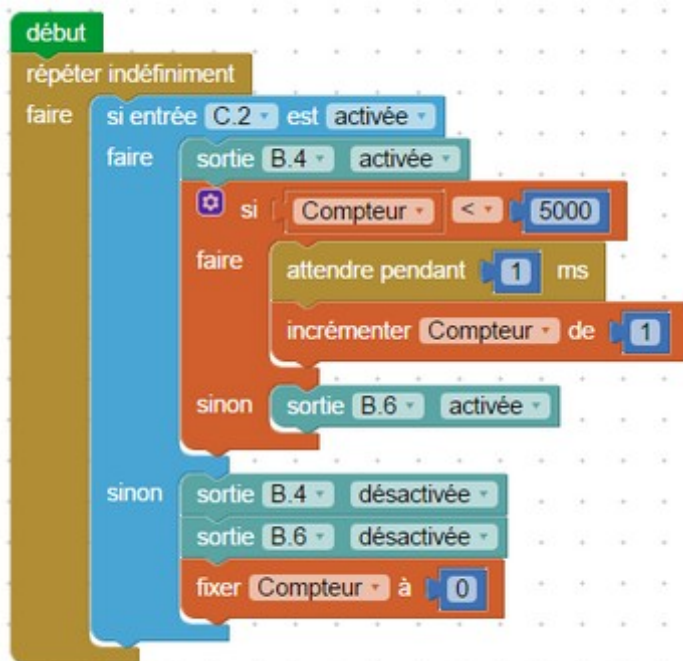 début
répéter indéfiniment
faire si entrée C.2 est activée
faire sortie B.4 activée
si Compteur < 5000
faire attendre pendant 1 ms
incrémenter Compteur de 1
sinon sortie B.6 activée
sinon sortie B.4 désactivée
sortie B.6 désactivée
fixer Compteur à 0